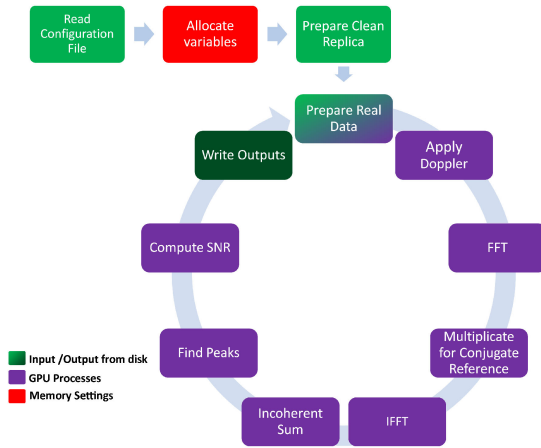 Read
Configuration
File
Allocate
variables
Prepare Clean
Replica
Prepare Real
Data
Apply
Doppler
FFT
Multiplicate
for Conjugate
Reference
IFFT
Incoherent
Sum
Find Peaks
Compute SNR
Write Outputs
Input /Output from disk
GPU Processes
Memory Settings